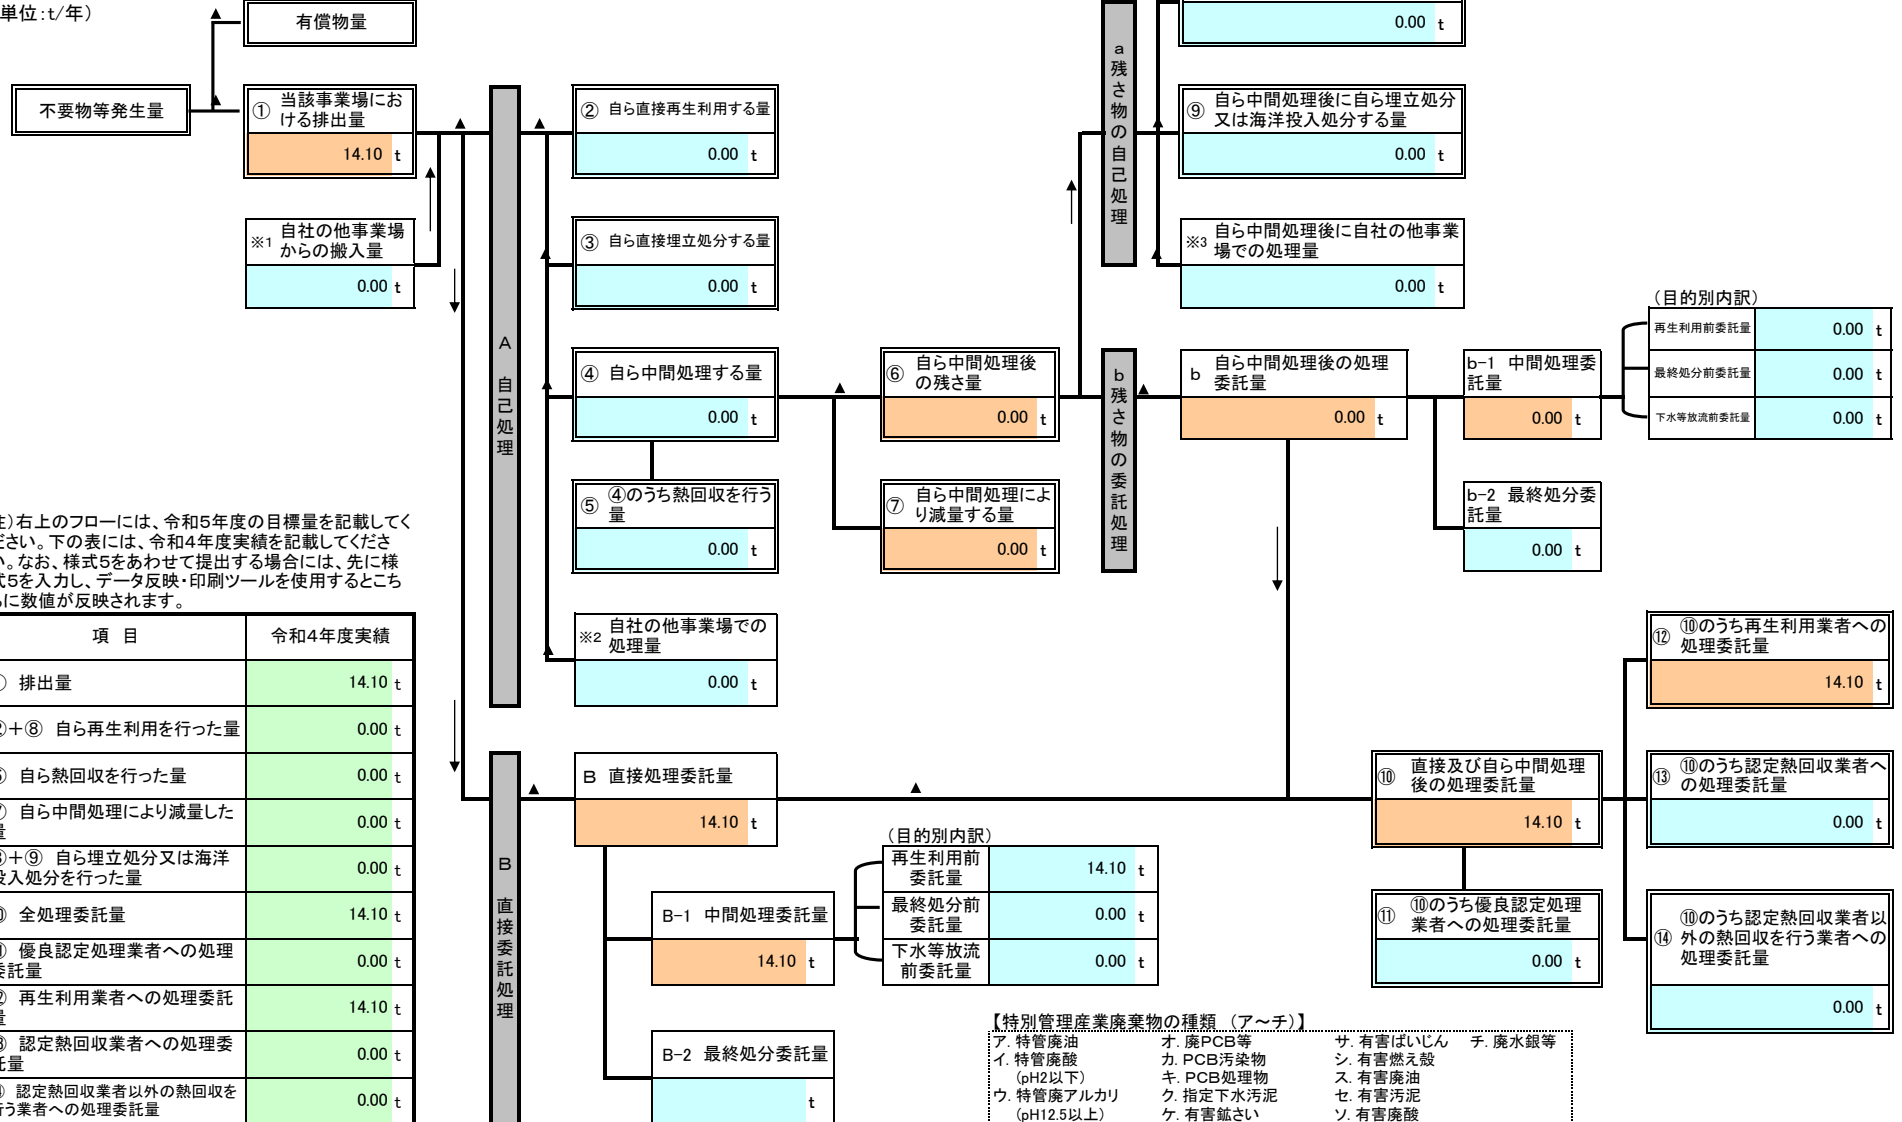 単位：t/年）
有償物量
不要物等発生量
① 当該事業場にお
ける排出量
14.10 t
※1 自社の他事業場
からの搬入量
0.00 t
A 自己処理
② 自ら直接再生利用する量
0.00 t
③ 自ら直接埋立処分する量
0.00 t
④ 自ら中間処理する量
0.00 t
⑤ ④のうち熱回収を行う
量
0.00 t
※2 自社の他事業場での
処理量
0.00 t
⑥ 自ら中間処理後
の残さ量
0.00 t
⑦ 自ら中間処理によ
り減量する量
0.00 t
a残さ物の自己処理
0.00 t
⑨ 自ら中間処理後に自ら埋立処分
又は海洋投入処分する量
0.00 t
※3 自ら中間処理後に自社の他事業
場での処理量
0.00 t
b残さ物の委託処理
b 自ら中間処理後の処理
委託量
0.00 t
b-1 中間処理委
託量
0.00 t
（目的別内訳）
再生利用前委託量 0.00 t
最終処分前委託量 0.00 t
下水等放流前委託量 0.00 t
b-2 最終処分委
託量
0.00 t
）右上のフローには、令和５年度の目標量を記載してく
ださい。下の表には、令和４年度実績を記載してくださ
い。なお、様式５をあわせて提出する場合には、先に様
式５を入力し、データ反映・印刷ツールを使用するとこち
らに数値が反映されます。
項 目 令和４年度実績
① 排出量 14.10 t
②＋⑧ 自ら再生利用を行った量 0.00 t
⑤ 自ら熱回収を行った量 0.00 t
⑦ 自ら中間処理により減量した
量 0.00 t
③＋⑨ 自ら埋立処分又は海洋
投入処分を行った量 0.00 t
⑩ 全処理委託量 14.10 t
⑪ 優良認定処理業者への処理
委託量 0.00 t
⑫ 再生利用業者への処理委託
量 14.10 t
⑬ 認定熱回収業者への処理委
託量 0.00 t
⑭ 認定熱回収業者以外の熱回収を
行う業者への処理委託量 0.00 t
B 直接委託処理
B 直接処理委託量
14.10 t
B-1 中間処理委託量
14.10 t
（目的別内訳）
再生利用前
委託量 14.10 t
最終処分前
委託量 0.00 t
下水等放流
前委託量 0.00 t
B-2 最終処分委託量
t
⑩ 直接及び自ら中間処理
後の処理委託量
14.10 t
⑪ ⑩のうち優良認定処理
業者への処理委託量
0.00 t
⑫ ⑩のうち再生利用業者への
処理委託量
14.10 t
⑬ ⑩のうち認定熱回収業者へ
の処理委託量
0.00 t
⑭ ⑩のうち認定熱回収業者以
外の熱回収を行う業者への
処理委託量
0.00 t
【特別管理産業廃棄物の種類 （ア～チ）】
ア. 特管廃油 オ. 廃PCB等 サ. 有害ばいじん チ. 廃水銀等
イ. 特管廃酸 カ. PCB汚染物 シ. 有害燃え殻
（pH2以下） キ. PCB処理物 ス. 有害廃油
ウ. 特管廃アルカリ ク. 指定下水汚泥 セ. 有害汚泥
（pH12.5以上） ケ. 有害鉱さい ソ. 有害廃酸